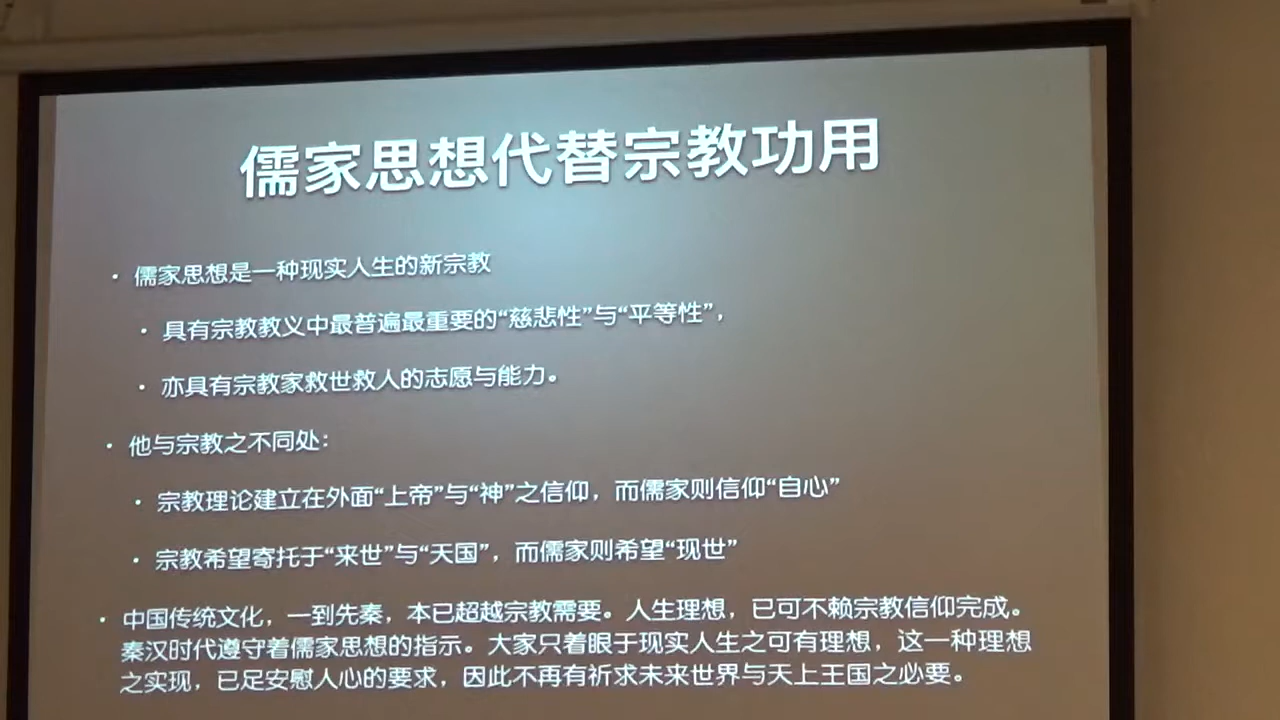 儒家思想代替宗教功用
• 儒家思想是一种现实人生的新宗教
• 具有宗教教义中最普遍最重要的“慈悲性”与“平等性”，
• 亦具有宗教家救世救人的志愿与能力。
• 他与宗教之不同处：
• 宗教理论建立在外面“上帝”与“神”之信仰，而儒家则信仰“自心”
• 宗教希望寄托于“来世”与“天国”，而儒家则希望“现世”
• 中国传统文化，一到先秦，本已超越宗教需要。人生理想，已可不赖宗教信仰完成。
秦汉时代遵守着儒家思想的指示。大家只着眼于现实人生之可有理想，这一种理想
之实现，已足安慰人心的要求，因此不再有祈求未来世界与天上王国之必要。